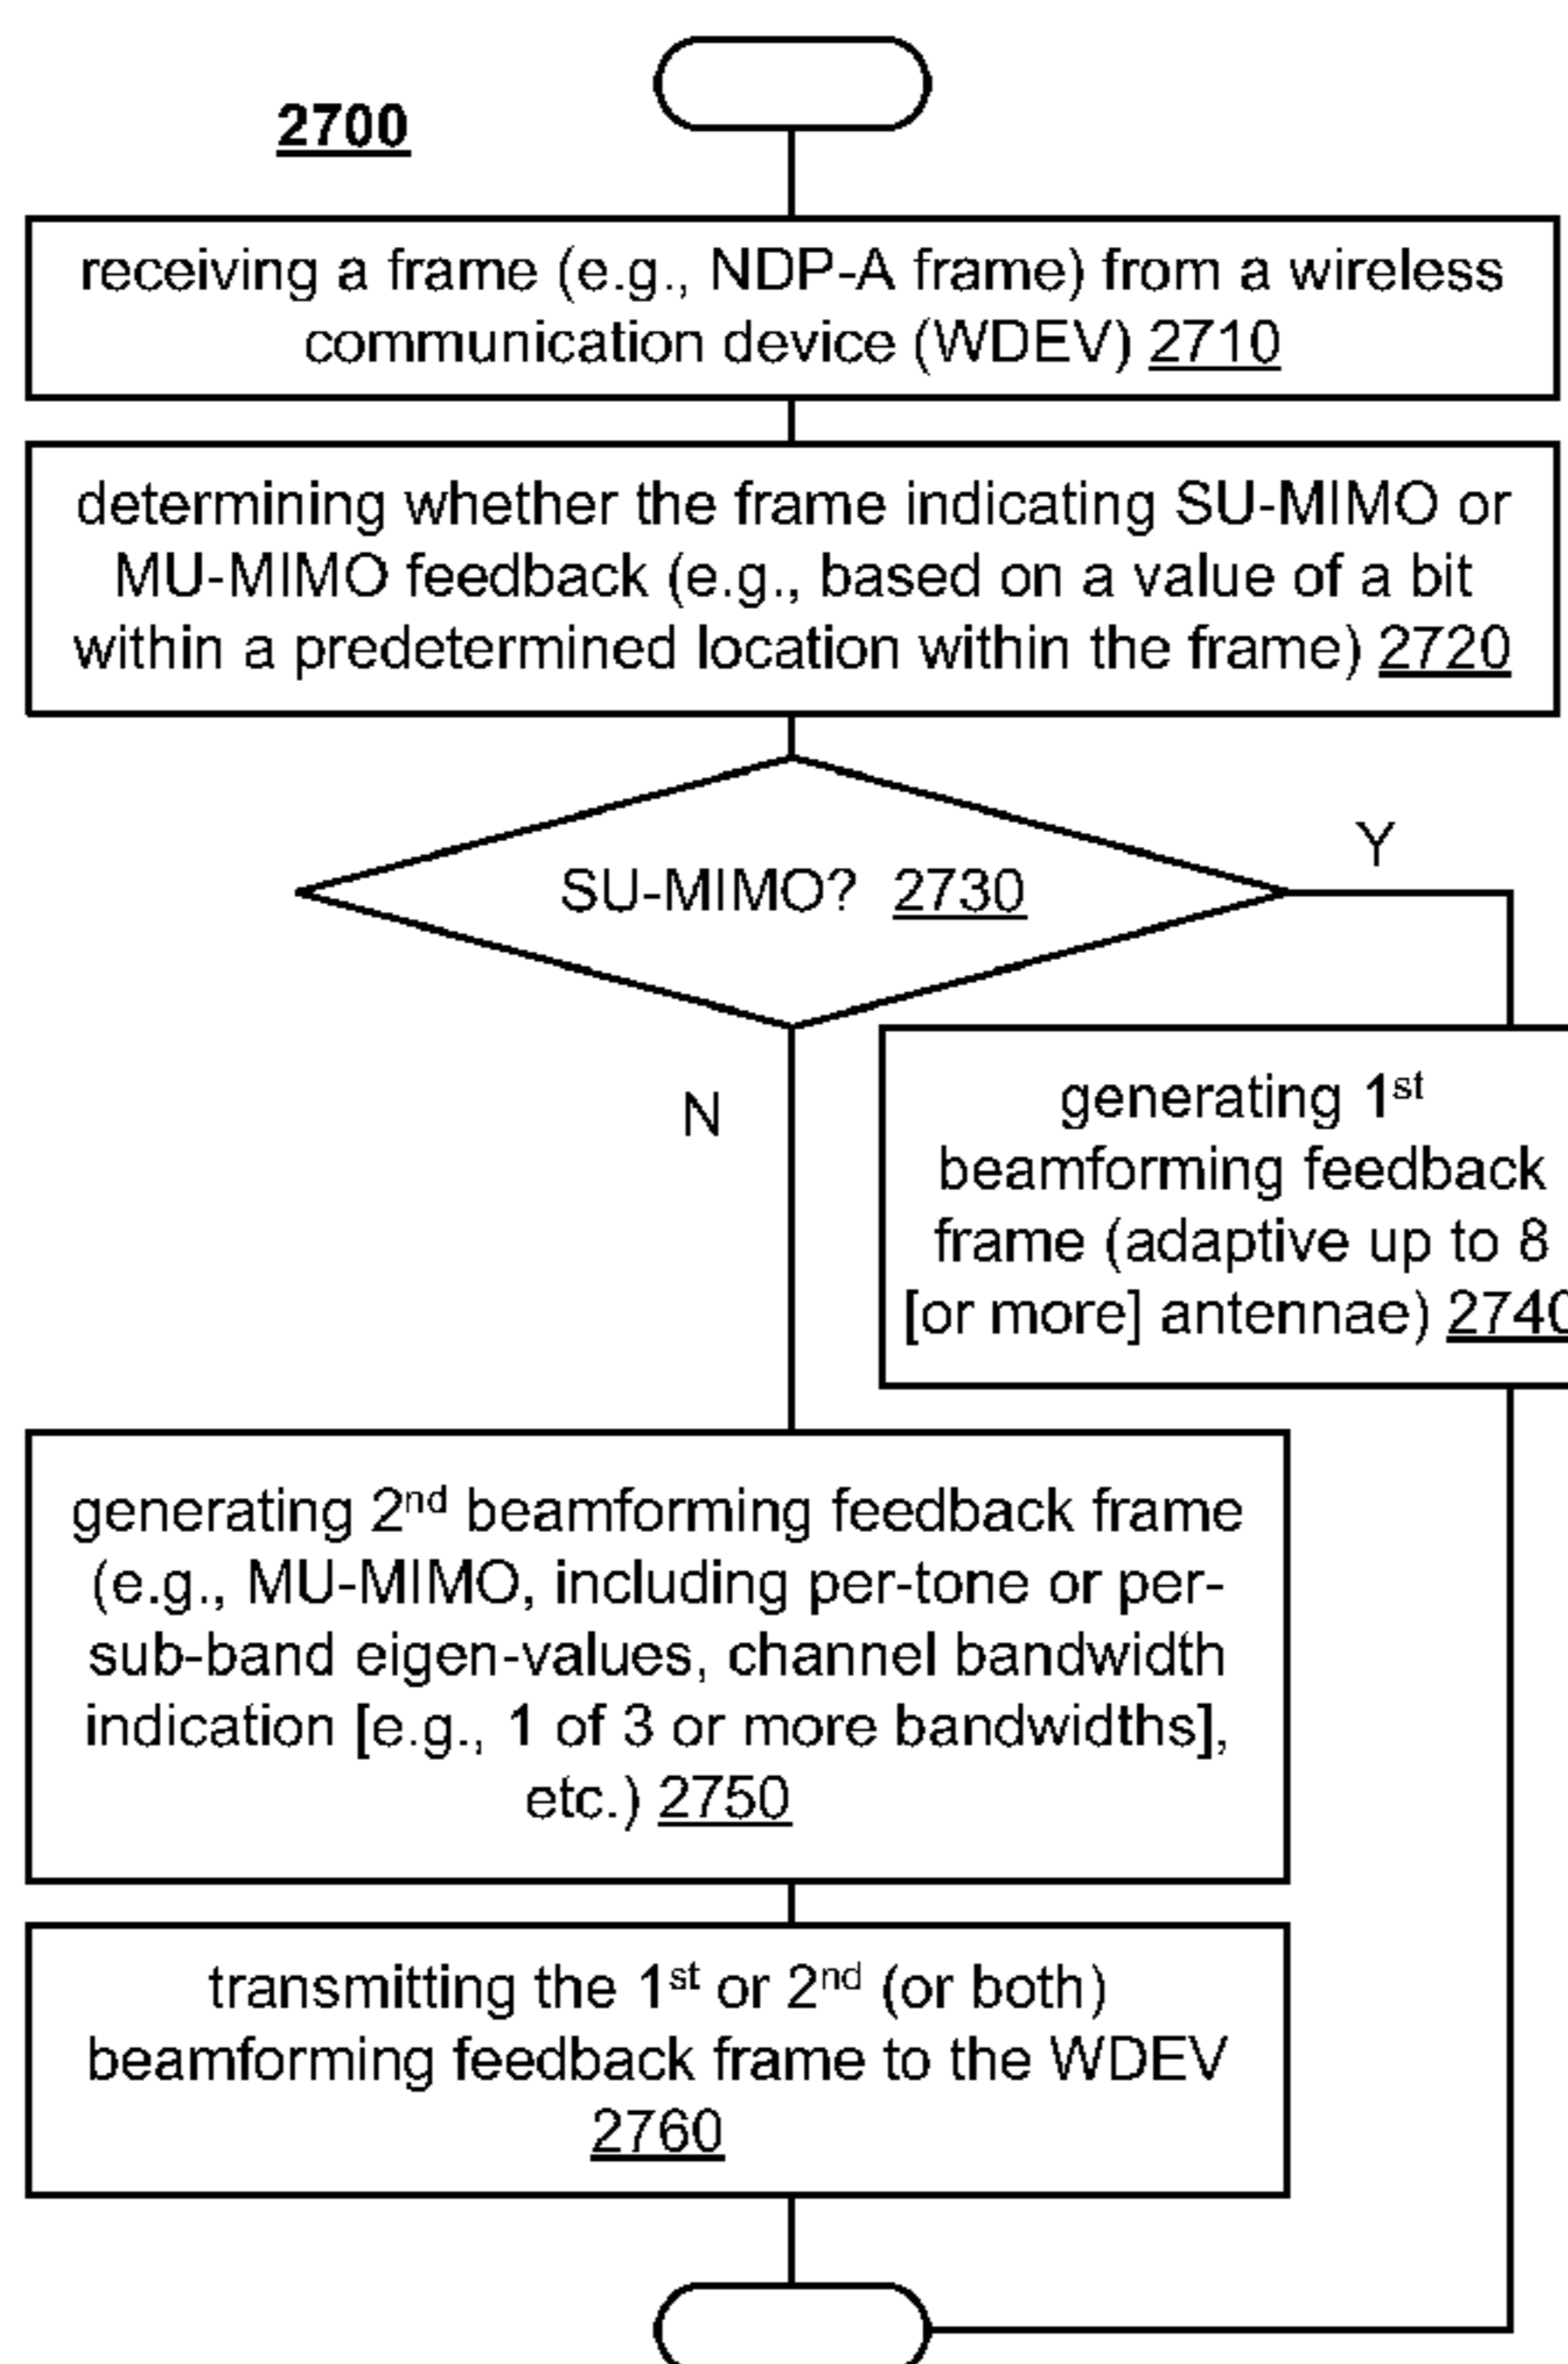 2700
receiving a frame (e.g., NDP-A frame) from a wireless
communication device (WDEV) 2710
determining whether the frame indicating SU-MIMO or
MU-MIMO feedback (e.g., based on a value of a bit
within a predetermined location within the frame) 2720
SU-MIMO? 2730
Y
N
generating 1st
beamforming feedback
frame (adaptive up to 8
[or more] antennae) 2740
generating 2nd beamforming feedback frame
(e.g., MU-MIMO, including per-tone or per-
sub-band eigen-values, channel bandwidth
indication [e.g., 1 of 3 or more bandwidths],
etc.) 2750
transmitting the 1st or 2nd (or both)
beamforming feedback frame to the WDEV
2760